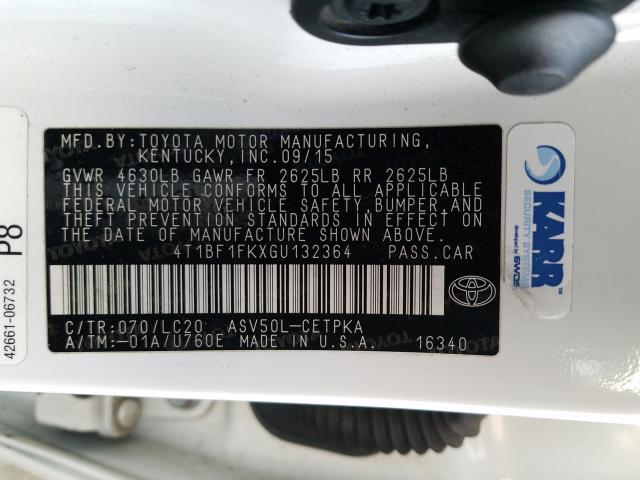 MFD. BY: TOYOTA MOTOR MANUFACTURING,
KENTUCKY, INC. 09/15
GVWR 4630LB GAWR FR 2625LB RR 2625LB
THIS VEHICLE CONFORMS TO ALL APPLICABLE
FEDERAL MOTOR VEHICLE SAFETY, BUMPER, AND
THEFT PREVENTION STANDARDS IN EFFECT ON
THE DATE OF MANUFACTURE SHOWN ABOVE.
4T1BF1FKXGU132364 PASS. CAR
C/TR: 070/LC20 ASV50L-CETPKA
A/TM: -01A/U760E MADE IN U.S.A. 16340
42661-06732 P8
KARR
SECURITY SYSTEMS